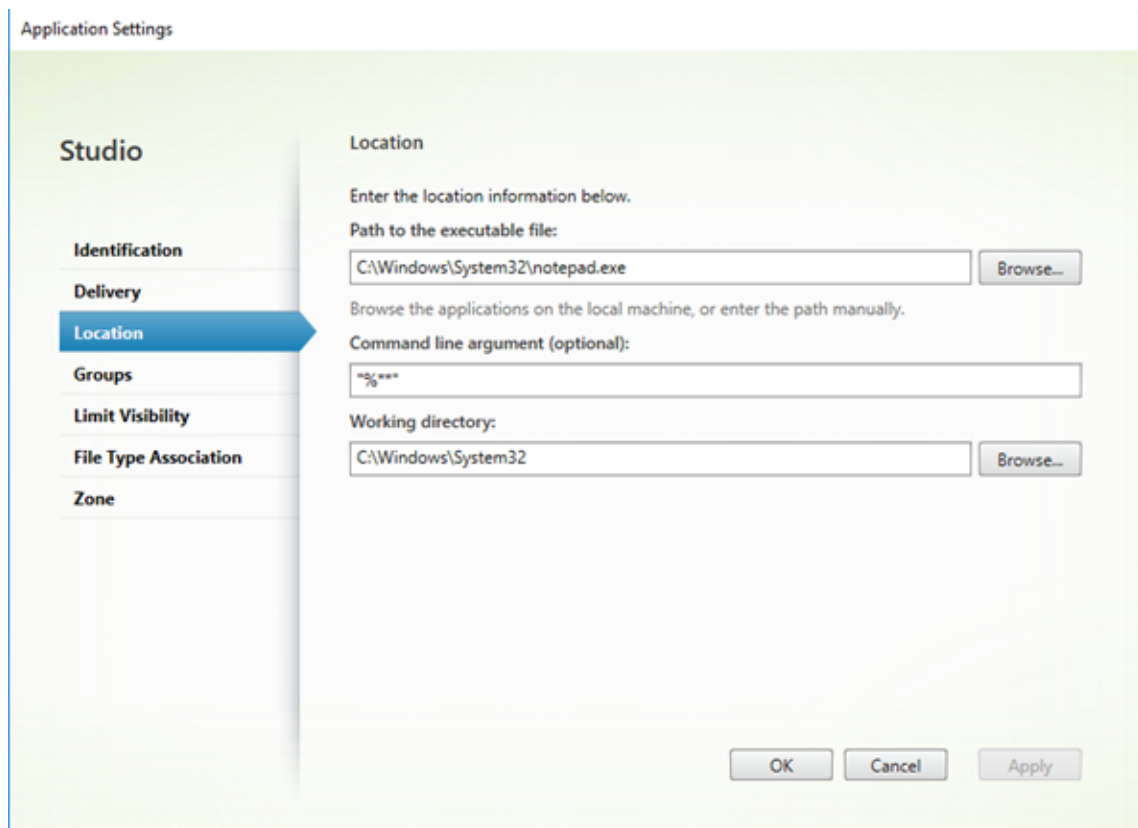 Application Settings
Studio
Identification
Delivery
Location
Groups
Limit Visibility
File Type Association
Zone
Location
Enter the location information below.
Path to the executable file:
C:\Windows\System32\notepad.exe
Browse...
Browse the applications on the local machine, or enter the path manually.
Command line argument (optional):
"%**"
Working directory:
C:\Windows\System32
Browse...
OK
Cancel
Apply